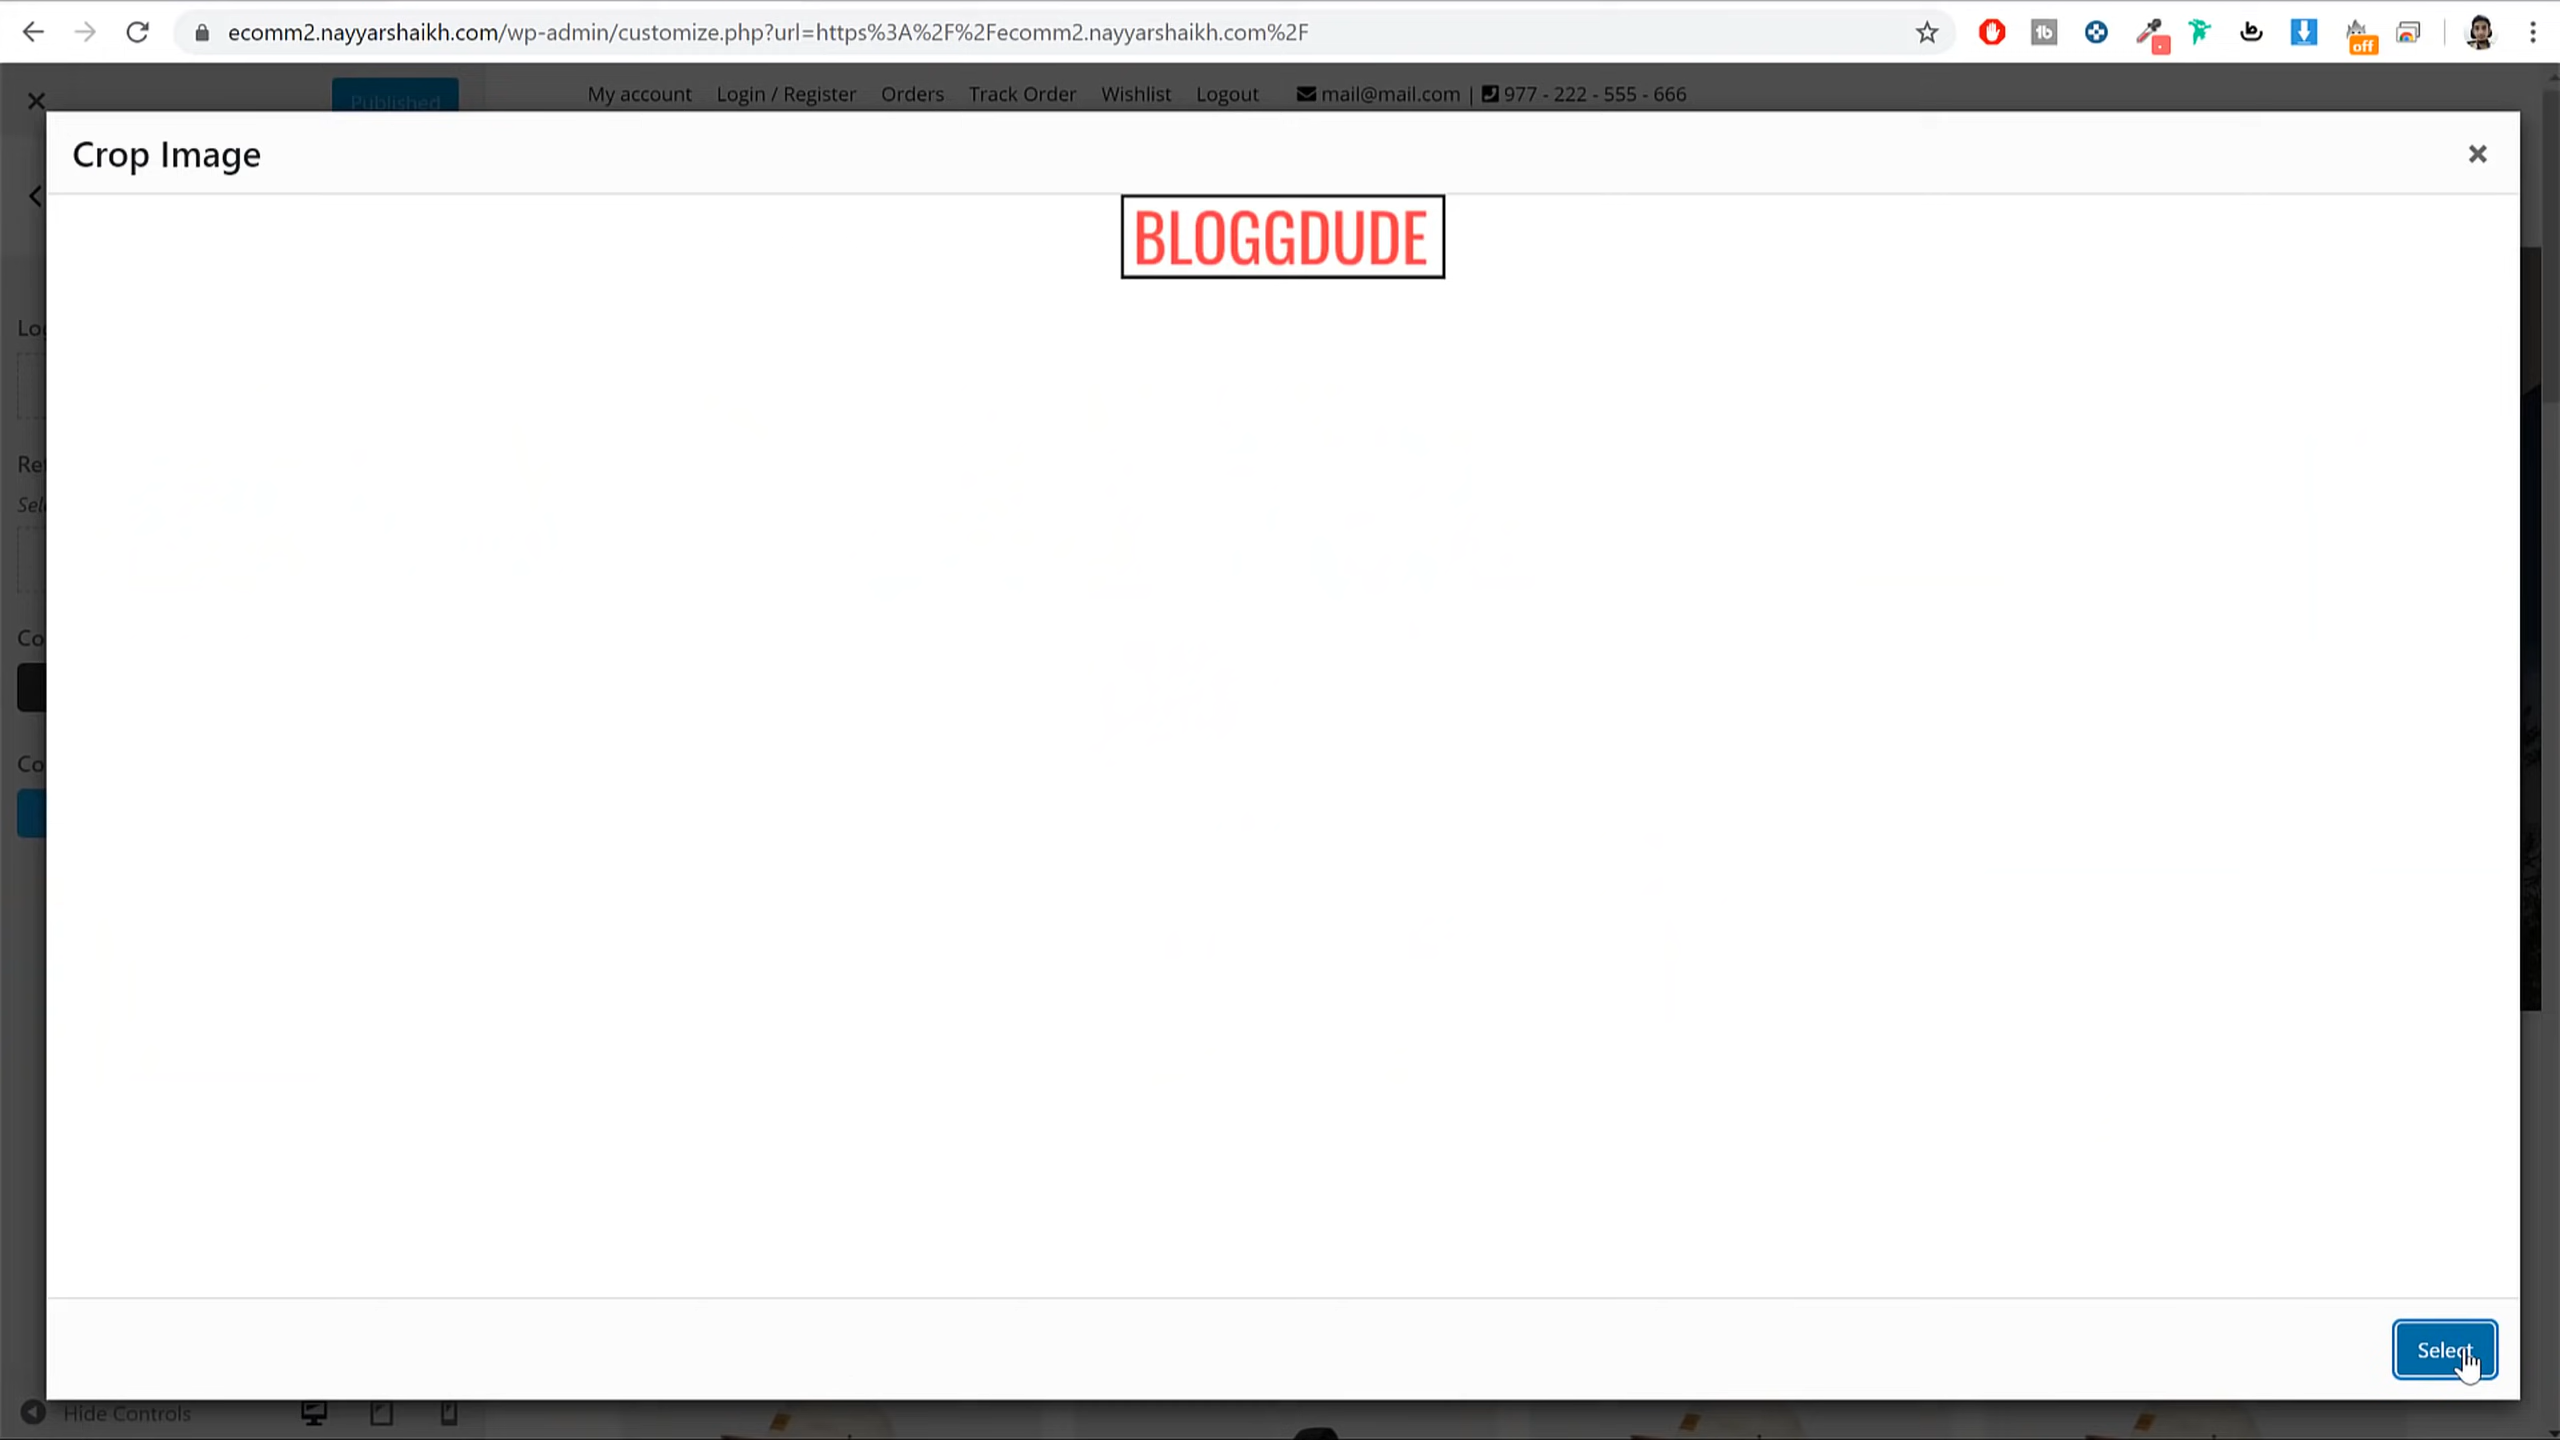 ecomm2.nayyarshaikh.com/wp-admin/customize.php?url=https%3A%2F%2Fecomm2.nayyarshaikh.com%2F
off
Published
My account Login / Register Orders Track Order Wishlist Logout mail@mail.com | 977 - 222 - 555 - 666
Crop Image
BLOGGDUDE
Select
Hide Controls